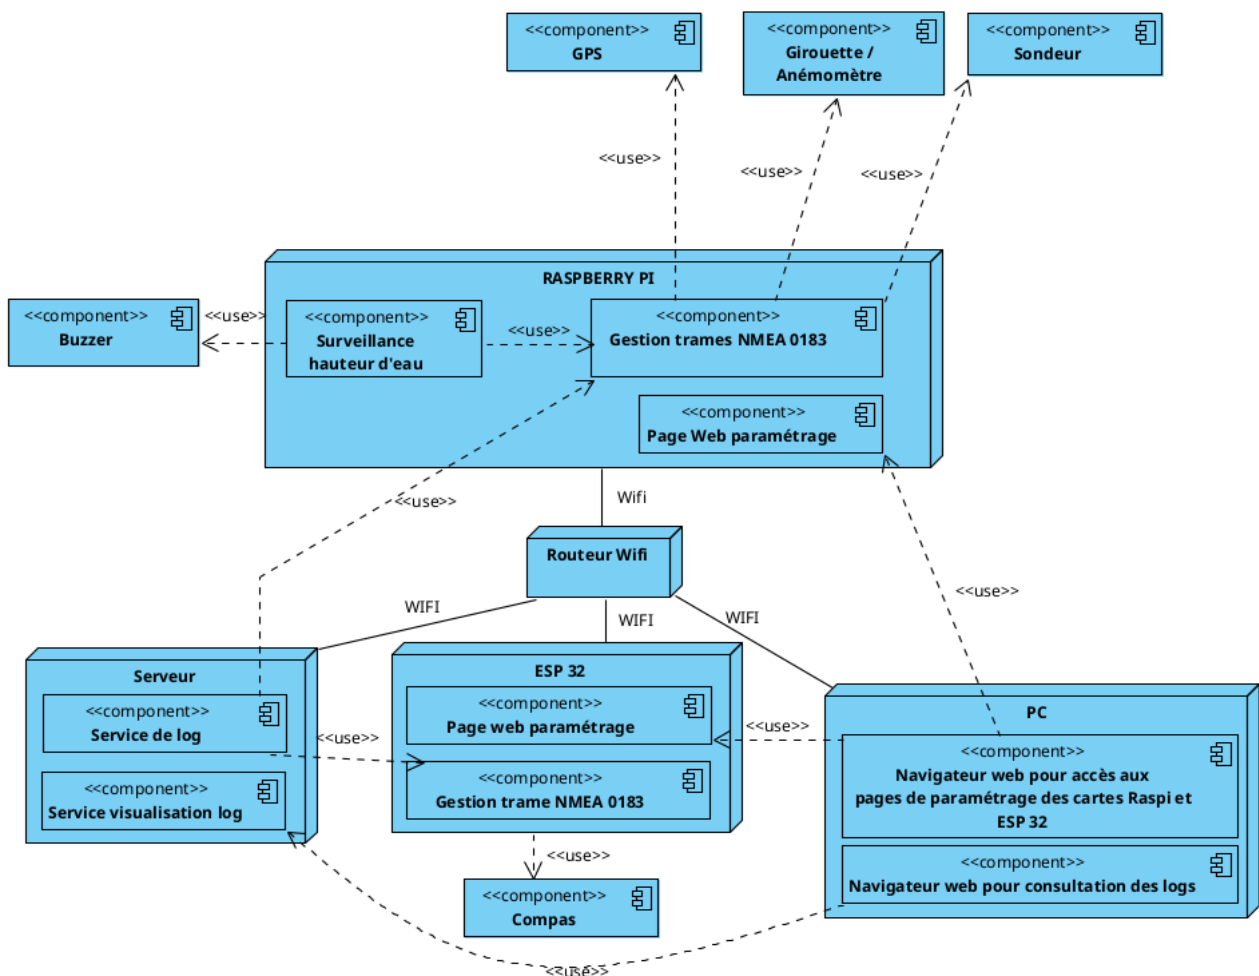 <<component>>
GPS
<<component>>
Girouette /
Anémomètre
<<component>>
Sondeur
<<use>>
<<use>>
<<use>>
RASPBERRY PI
<<component>>
Buzzer
<<use>>
<<component>>
Surveillance
hauteur d'eau
<<use>>
<<component>>
Gestion trames NMEA 0183
<<component>>
Page Web paramétrage
<<use>>
Wifi
Routeur Wifi
<<use>>
WIFI
WIFI
WIFI
Serveur
<<component>>
Service de log
<<component>>
Service visualisation log
<<use>>
ESP 32
<<component>>
Page web paramétrage
<<component>>
Gestion trame NMEA 0183
<<use>>
PC
<<component>>
Navigateur web pour accès aux
pages de paramétrage des cartes Raspi et
ESP 32
<<component>>
Navigateur web pour consultation des logs
<<use>>
<<component>>
Compas
<<use>>